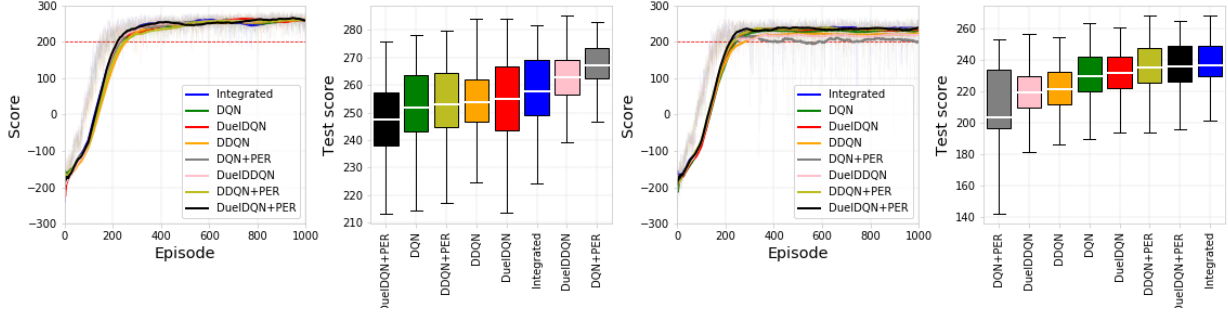 300
200
100
0
−100
−200
−300
Score
0
200
400
600
800
1000
Episode
Integrated
DQN
DuelDQN
DDQN
DQN+PER
DuelDDQN
DDQN+PER
DuelDQN+PER
280
270
260
250
240
230
220
210
Test score
DuelDQN+PER
DQN
DDQN+PER
DDQN
DuelDQN
Integrated
DuelDDQN
DQN+PER
300
200
100
0
−100
−200
−300
Score
0
200
400
600
800
1000
Episode
Integrated
DQN
DuelDQN
DDQN
DQN+PER
DuelDDQN
DDQN+PER
DuelDQN+PER
260
240
220
200
180
160
140
Test score
DQN+PER
DuelDDQN
DDQN
DQN
DuelDQN
DDQN+PER
DuelDQN+PER
Integrated